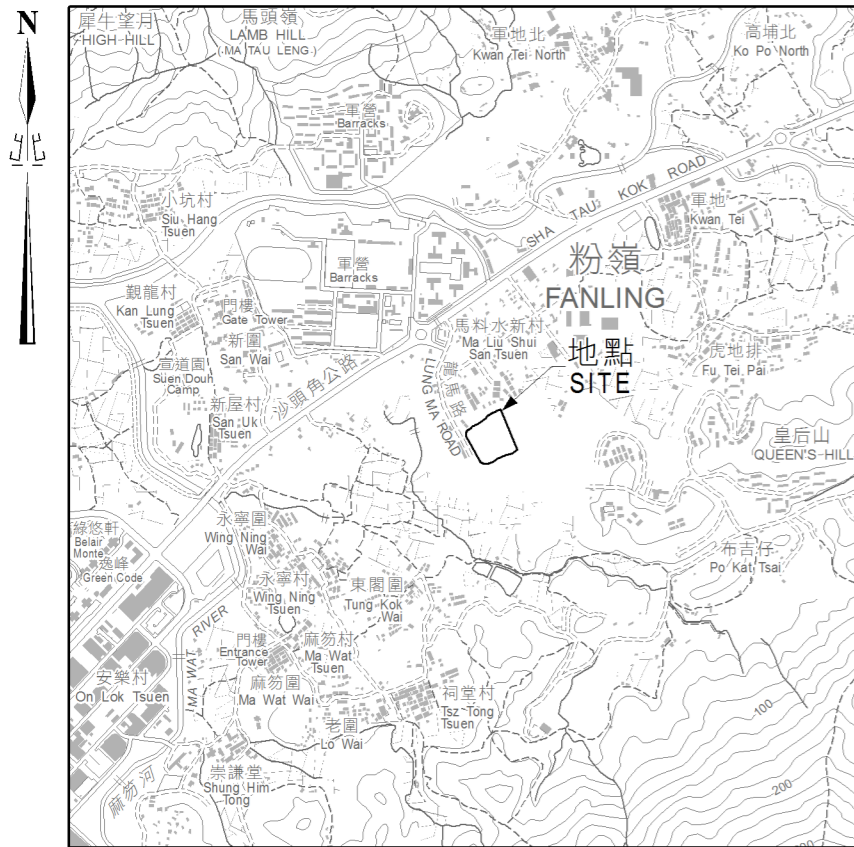 N
犀牛望月
HIGH HILL
馬頭嶺
LAMB HILL
(MA TAU LENG)
軍地北
Kwan Tei North
高埔北
Ko Po North
軍營
Barracks
SHA TAU KOK ROAD
小坑村
Siu Hang
Tsuen
軍地
Kwan Tei
粉嶺
FANLING
軍營
Barracks
覲龍村
Kan Lung
Tsuen
門樓
Gate Tower
新圍
San Wai
馬料水新村
Ma Liu Shui
San Tsuen
地點
SITE
虎地排
Fu Tei Pai
宣道園
Suen Douh
Camp
沙頭角公路
龍馬路
LUNG MA ROAD
新屋村
San Uk
Tsuen
皇后山
QUEEN'S HILL
綠悠軒
Belair
Monte
逸峰
Green Code
永寧圍
Wing Ning
Wai
布吉仔
Po Kat Tsai
永寧村
Wing Ning
Tsuen
東閣圍
Tung Kok
Wai
MA WAT RIVER
門樓
Entrance
Tower
麻笏村
Ma Wat
Tsuen
安樂村
On Lok Tsuen
麻笏圍
Ma Wat Wai
祠堂村
Tsz Tong
Tsuen
老圍
Lo Wai
100
崇謙堂
Shung Him
Tong
麻笏河
200